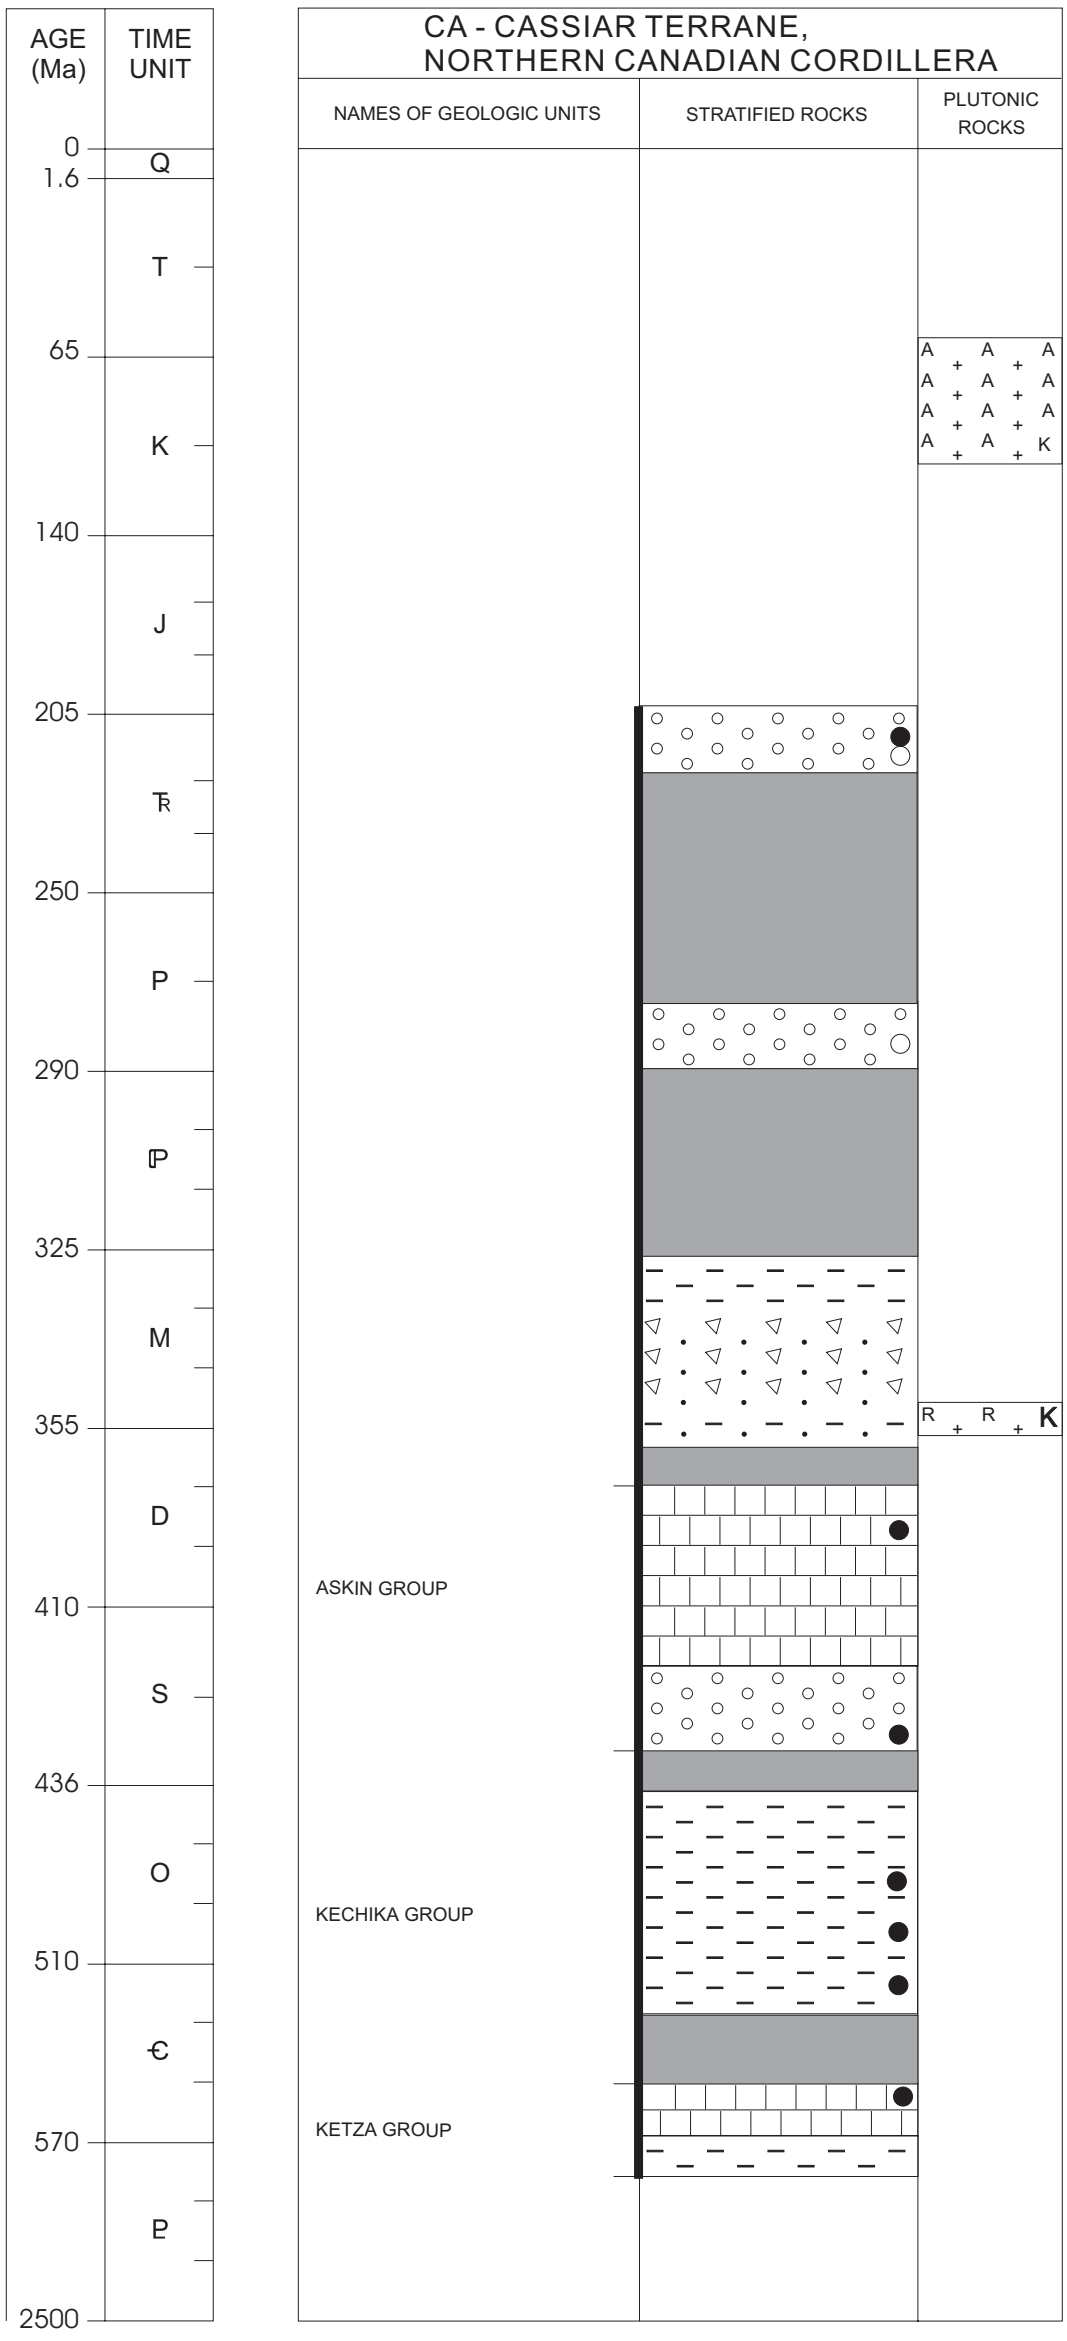 AGE
(Ma)
TIME
UNIT
CA - CASSIAR TERRANE,
NORTHERN CANADIAN CORDILLERA
NAMES OF GEOLOGIC UNITS
STRATIFIED ROCKS
PLUTONIC
ROCKS
0
Q
1.6
T
65
A A A
+ +
A A A
+ +
A A A
+ +
A A K
+ +
K
140
J
205
TR
250
P
290
IP
325
M
R R K
+ +
355
D
ASKIN GROUP
410
S
436
O
KECHIKA GROUP
510
Є
KETZA GROUP
570
P
2500